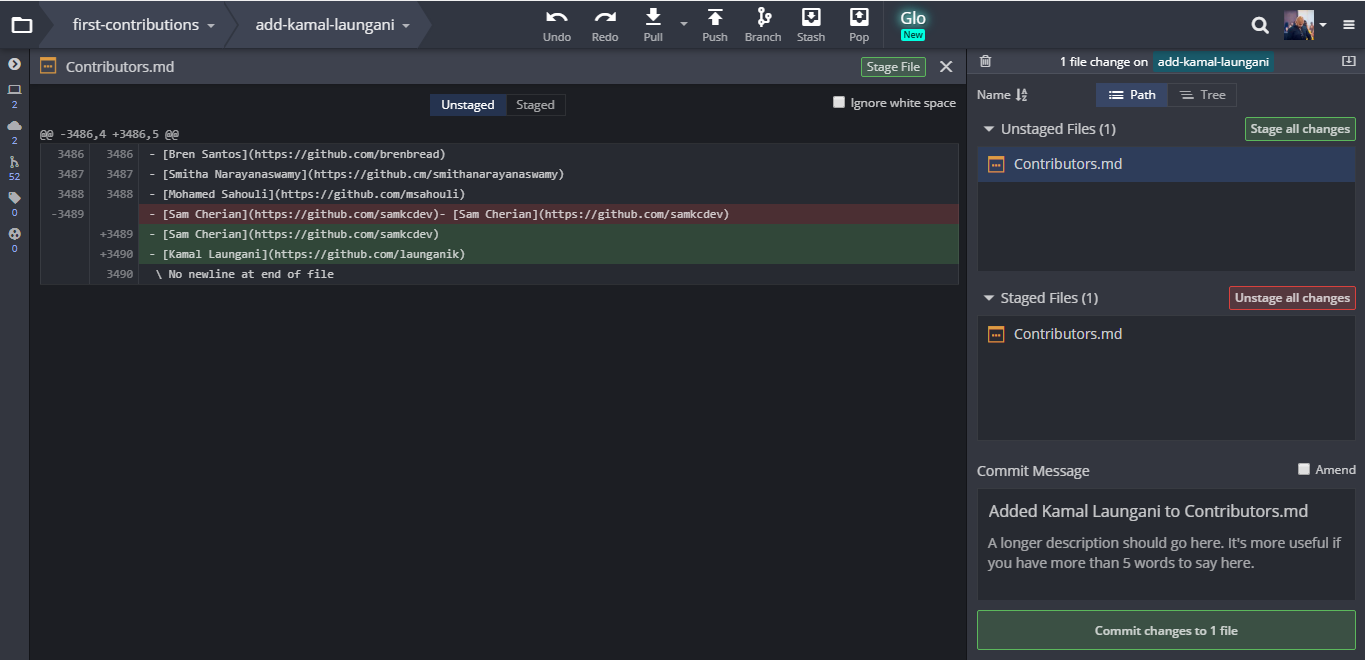 first-contributions
add-kamal-laungani
Undo
Redo
Pull
Push
Branch
Stash
Pop
Glo
New
Contributors.md
Stage File
2
2
52
0
0
Unstaged
Staged
Ignore white space
@@ -3486,4 +3486,5 @@
3486 3486 - [Bren Santos](https://github.com/brenbread)
3487 3487 - [Smitha Narayanaswamy](https://github.cm/smithanarayanaswamy)
3488 3488 - [Mohamed Sahouli](https://github.com/msahouli)
-3489 - [Sam Cherian](https://github.com/samkcdev)- [Sam Cherian](https://github.com/samkcdev)
+3489 - [Sam Cherian](https://github.com/samkcdev)
+3490 - [Kamal Laungani](https://github.com/launganik)
3490 \ No newline at end of file
1 file change on add-kamal-laungani
Name
Path
Tree
Unstaged Files (1)
Stage all changes
Contributors.md
Staged Files (1)
Unstage all changes
Contributors.md
Commit Message
Amend
Added Kamal Laungani to Contributors.md
A longer description should go here. It's more useful if
you have more than 5 words to say here.
Commit changes to 1 file